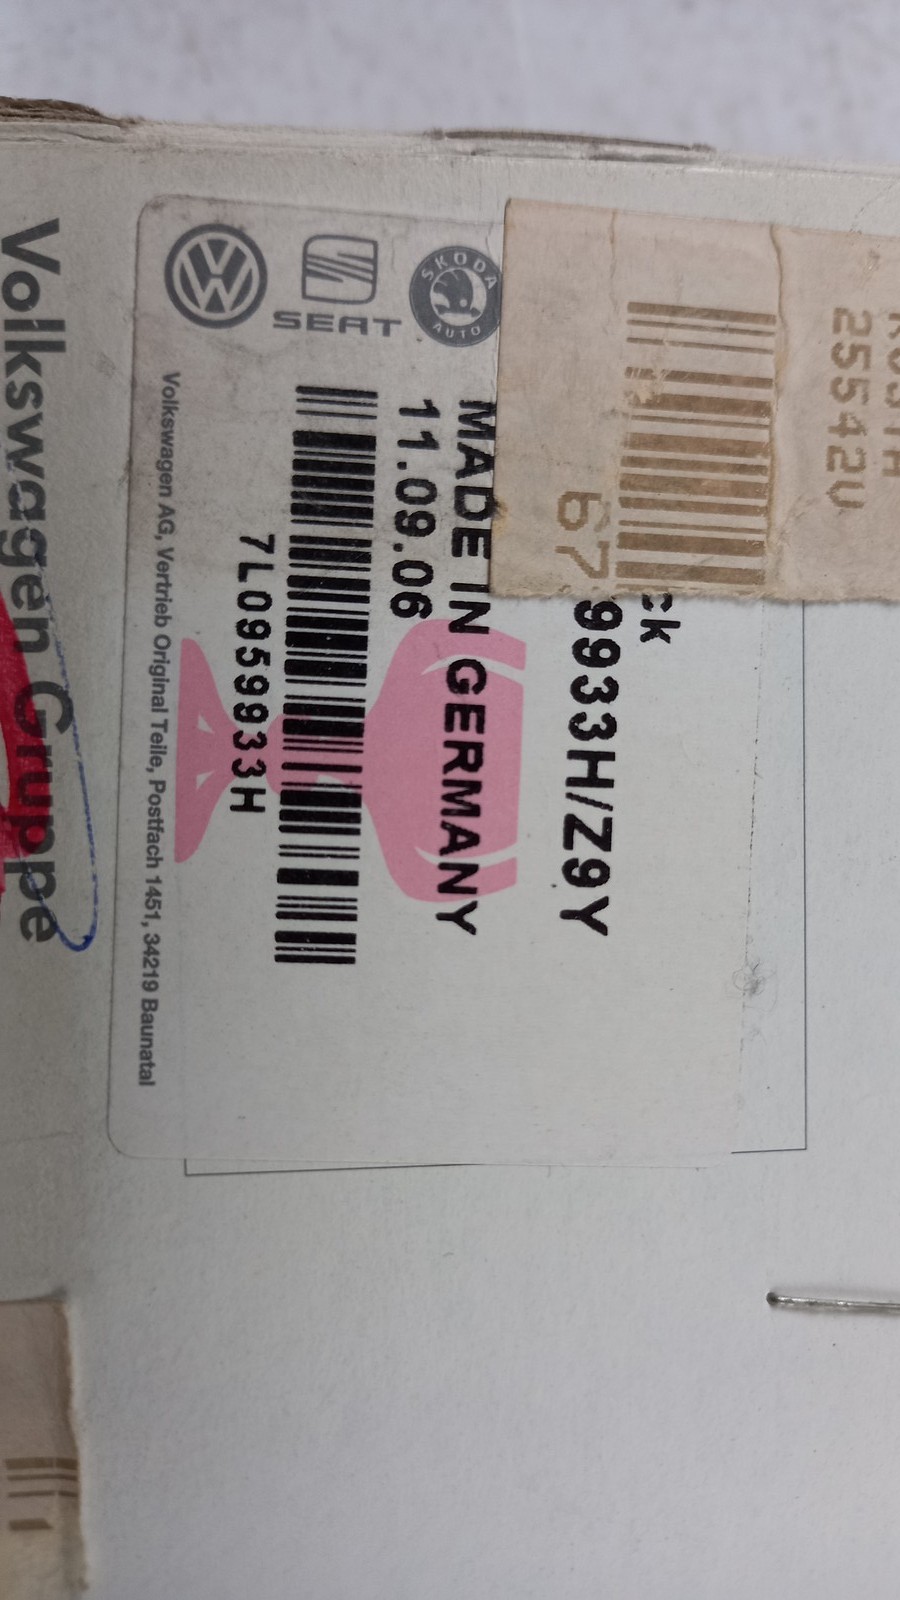 Volkswagen Gruppe
SEAT
SKODA
AUTO
25542U
67
ck
9933H/Z9Y
MADE IN GERMANY
11.09.06
7L0959933H
Volkswagen AG, Vertrieb Original Teile, Postfach 1451, 34219 Baunatal